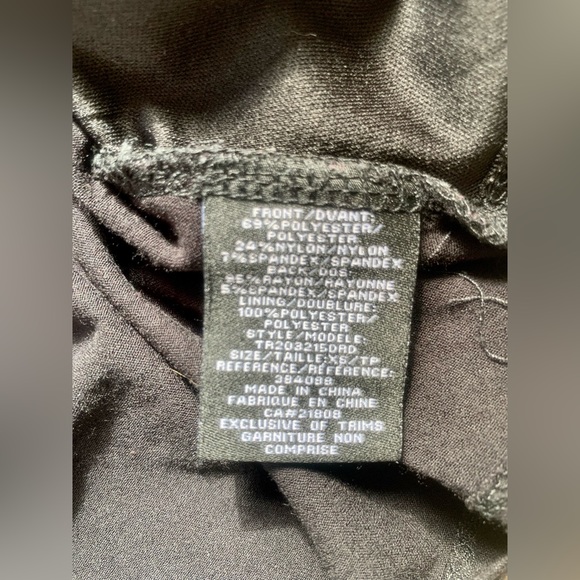 FRONT/DVANT:
69%POLYESTER/
POLYESTER
24%NYLON/NYLON
7%SPANDEX/SPANDEX
BACK/DOS:
95%RAYON/RAYONNE
5%SPANDEX/SPANDEX
LINING/DOUBLURE:
100%POLYESTER/
POLYESTER
STYLE/MODELE:
TR203215DRD
SIZE/TAILLE:XS/TP
REFERENCE/REFERENCE:
384088
MADE IN CHINA
FABRIQUE EN CHINE
CA#21808
EXCLUSIVE OF TRIMS
GARNITURE NON
COMPRISE